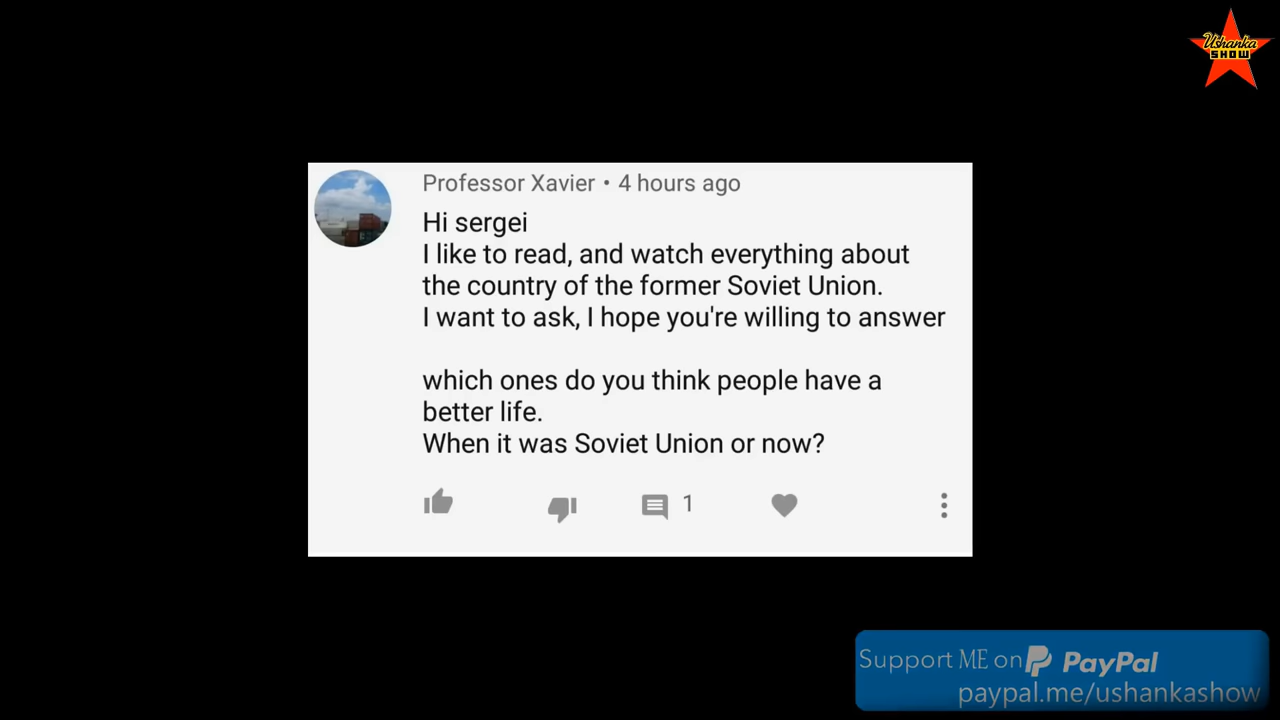 Ushanka
SHOW
Professor Xavier • 4 hours ago
Hi sergei
I like to read, and watch everything about
the country of the former Soviet Union.
I want to ask, I hope you're willing to answer
which ones do you think people have a
better life.
When it was Soviet Union or now?
1
Support ME on PayPal
paypal.me/ushankashow